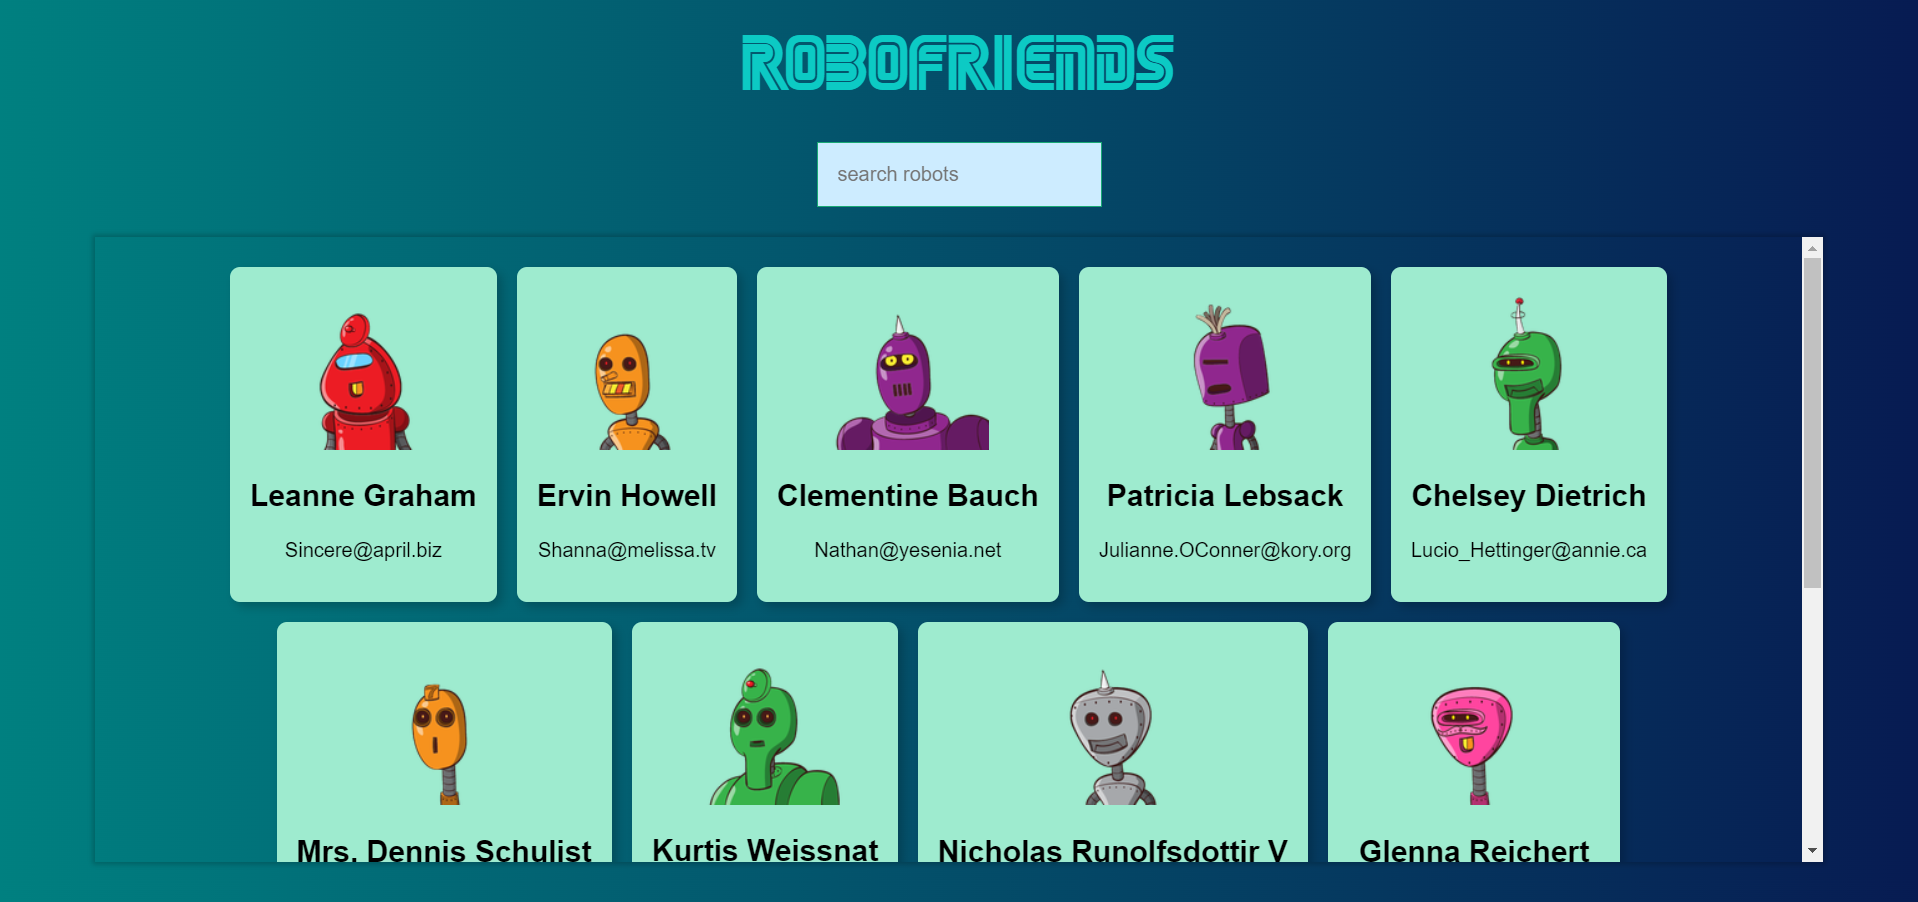 ROBOFRIENDS
search robots
Leanne Graham
Sincere@april.biz
Ervin Howell
Shanna@melissa.tv
Clementine Bauch
Nathan@yesenia.net
Patricia Lebsack
Julianne.OConner@kory.org
Chelsey Dietrich
Lucio_Hettinger@annie.ca
Mrs. Dennis Schulist
Kurtis Weissnat
Nicholas Runolfsdottir V
Glenna Reichert